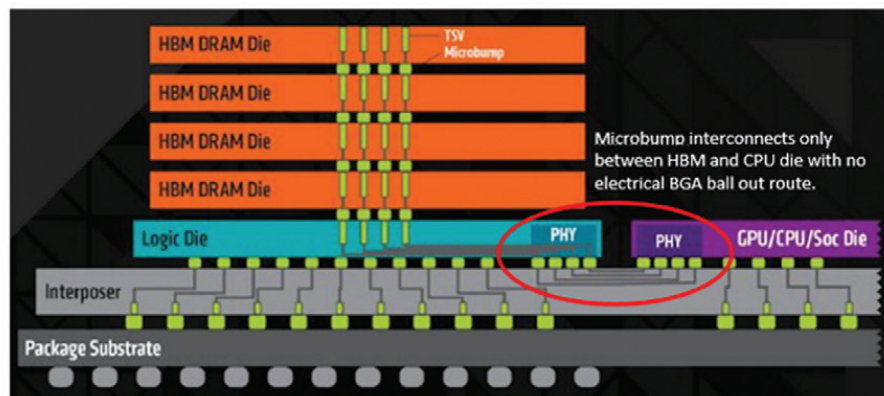 HBM DRAM Die
TSV
Microbump
HBM DRAM Die
HBM DRAM Die
HBM DRAM Die
Microbump interconnects only
between HBM and CPU die with no
electrical BGA ball out route.
Logic Die
PHY
PHY
GPU/CPU/Soc Die
Interposer
Package Substrate